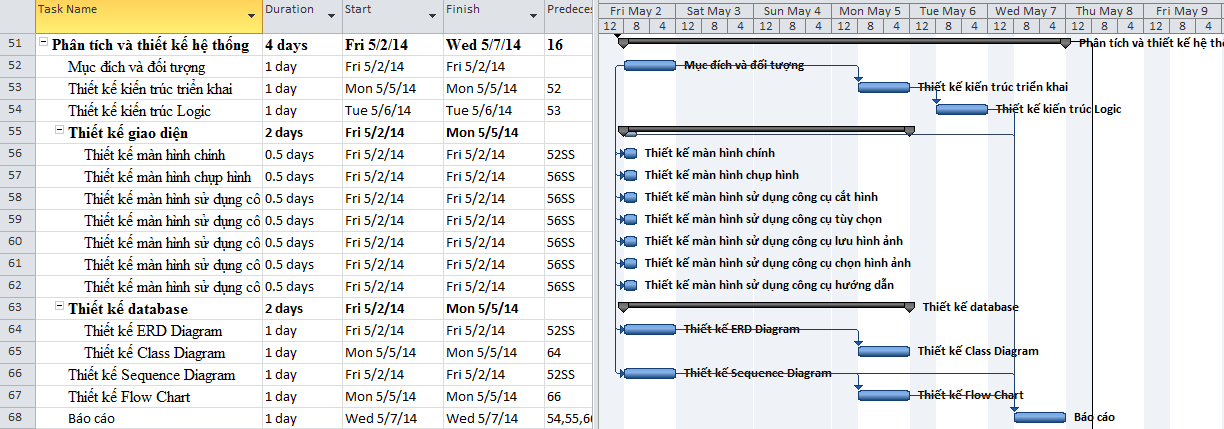 Task Name Duration Start Finish Predeces
Fri May 2 Sat May 3 Sun May 4 Mon May 5 Tue May 6 Wed May 7 Thu May 8 Fri May 9
12 8 4 12 8 4 12 8 4 12 8 4 12 8 4 12 8 4 12 8 4 12 8 4
51 Phân tích và thiết kế hệ thống 4 days Fri 5/2/14 Wed 5/7/14 16 Phân tích và thiết kế hệ thố
52 Mục đích và đối tượng 1 day Fri 5/2/14 Fri 5/2/14 Mục đích và đối tượng
53 Thiết kế kiến trúc triển khai 1 day Mon 5/5/14 Mon 5/5/14 52 Thiết kế kiến trúc triển khai
54 Thiết kế kiến trúc Logic 1 day Tue 5/6/14 Tue 5/6/14 53 Thiết kế kiến trúc Logic
55 Thiết kế giao diện 2 days Fri 5/2/14 Mon 5/5/14
56 Thiết kế màn hình chính 0.5 days Fri 5/2/14 Fri 5/2/14 52SS Thiết kế màn hình chính
57 Thiết kế màn hình chụp hình 0.5 days Fri 5/2/14 Fri 5/2/14 56SS Thiết kế màn hình chụp hình
58 Thiết kế màn hình sử dụng cô 0.5 days Fri 5/2/14 Fri 5/2/14 56SS Thiết kế màn hình sử dụng công cụ cắt hình
59 Thiết kế màn hình sử dụng cô 0.5 days Fri 5/2/14 Fri 5/2/14 56SS Thiết kế màn hình sử dụng công cụ tùy chọn
60 Thiết kế màn hình sử dụng cô 0.5 days Fri 5/2/14 Fri 5/2/14 56SS Thiết kế màn hình sử dụng công cụ lưu hình ảnh
61 Thiết kế màn hình sử dụng cô 0.5 days Fri 5/2/14 Fri 5/2/14 56SS Thiết kế màn hình sử dụng công cụ chọn hình ảnh
62 Thiết kế màn hình sử dụng cô 0.5 days Fri 5/2/14 Fri 5/2/14 56SS Thiết kế màn hình sử dụng công cụ hướng dẫn
63 Thiết kế database 2 days Fri 5/2/14 Mon 5/5/14 Thiết kế database
64 Thiết kế ERD Diagram 1 day Fri 5/2/14 Fri 5/2/14 52SS Thiết kế ERD Diagram
65 Thiết kế Class Diagram 1 day Mon 5/5/14 Mon 5/5/14 64 Thiết kế Class Diagram
66 Thiết kế Sequence Diagram 1 day Fri 5/2/14 Fri 5/2/14 52SS Thiết kế Sequence Diagram
67 Thiết kế Flow Chart 1 day Mon 5/5/14 Mon 5/5/14 66 Thiết kế Flow Chart
68 Báo cáo 1 day Wed 5/7/14 Wed 5/7/14 54,55,66 Báo cáo